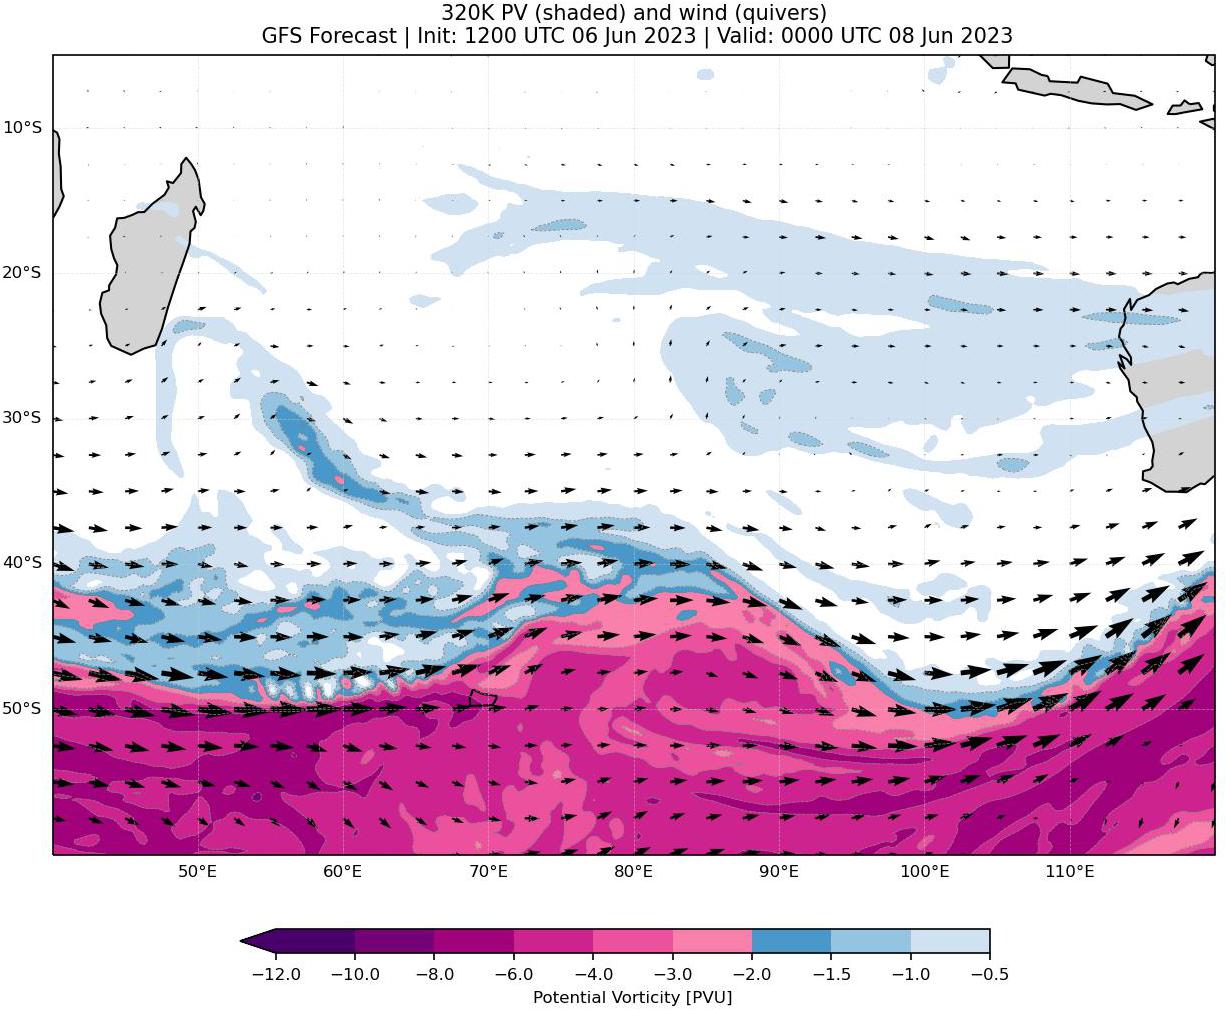 320K PV (shaded) and wind (quivers)
GFS Forecast | Init: 1200 UTC 06 Jun 2023 | Valid: 0000 UTC 08 Jun 2023
10°S
20°S
30°S
40°S
50°S
50°E 60°E 70°E 80°E 90°E 100°E 110°E
−12.0 −10.0 −8.0 −6.0 −4.0 −3.0 −2.0 −1.5 −1.0 −0.5
Potential Vorticity [PVU]